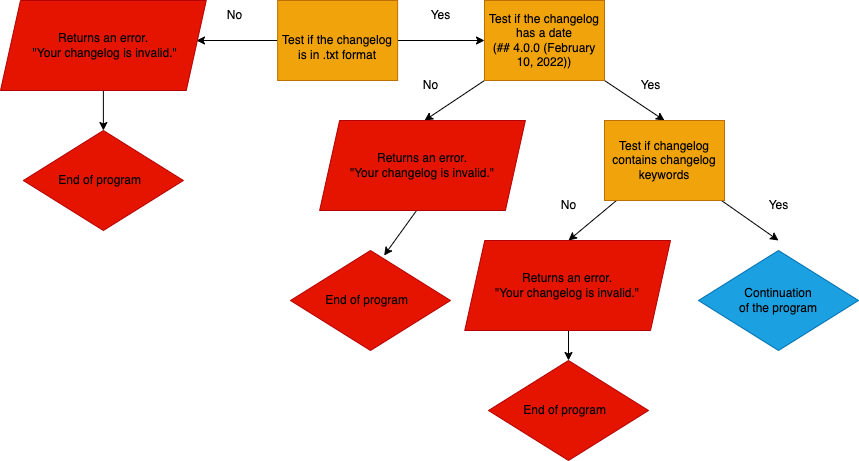 No
Yes
Returns an error.
"Your changelog is invalid."
Test if the changelog
is in .txt format
Test if the changelog
has a date
(## 4.0.0 (February
10, 2022))
No
Yes
End of program
Returns an error.
"Your changelog is invalid."
Test if changelog
contains changelog
keywords
No
Yes
End of program
Returns an error.
"Your changelog is invalid."
Continuation
of the program
End of program